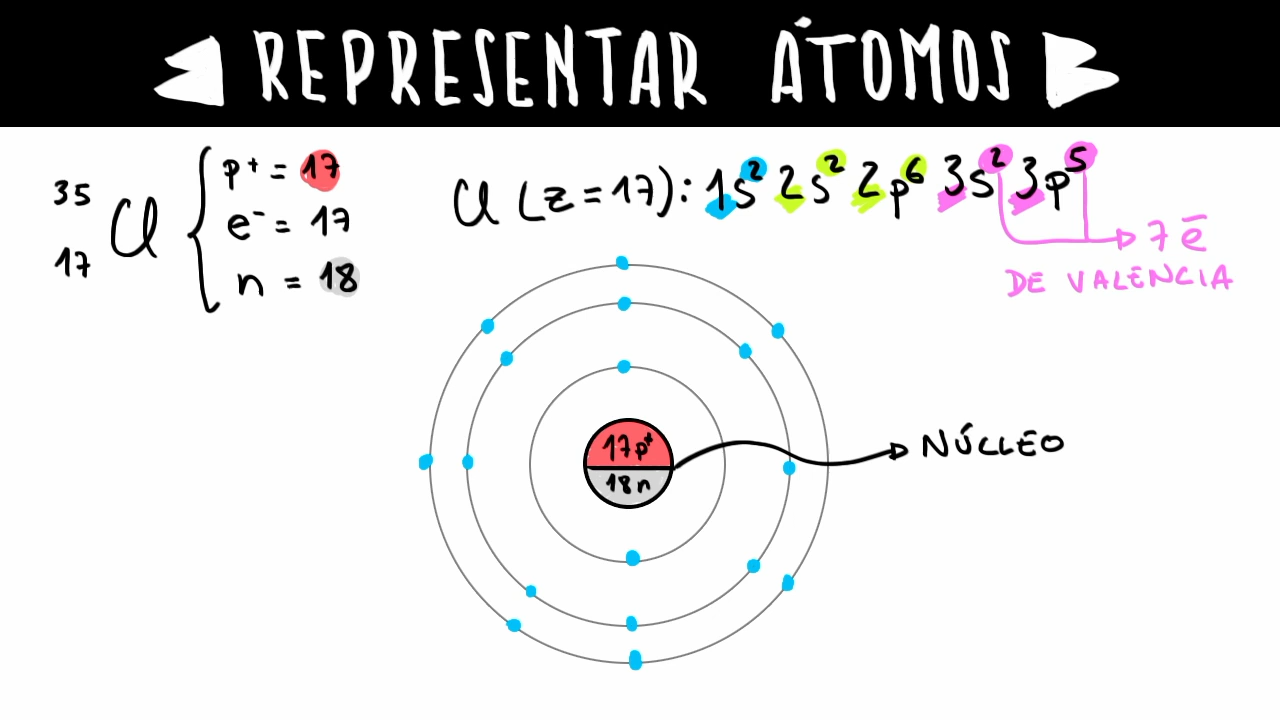 REPRESENTAR ÁTOMOS
35
17
Cl
p⁺ = 17
e⁻ = 17
n = 18
Cl (z=17): 1s² 2s² 2p⁶ 3s² 3p⁵
7 e̅
DE VALENCIA
17p⁺
18n
NÚCLEO